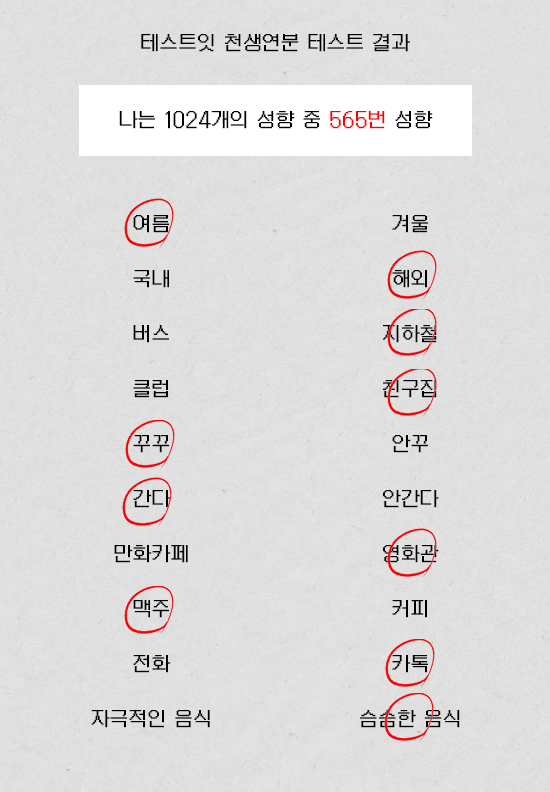 테스트잇 천생연분 테스트 결과
나는 1024개의 성향 중 565번 성향
여름 겨울
국내 해외
버스 지하철
클럽 친구집
꾸꾸 안꾸
간다 안간다
만화카페 영화관
맥주 커피
전화 카톡
자극적인 음식 슴슴한 음식